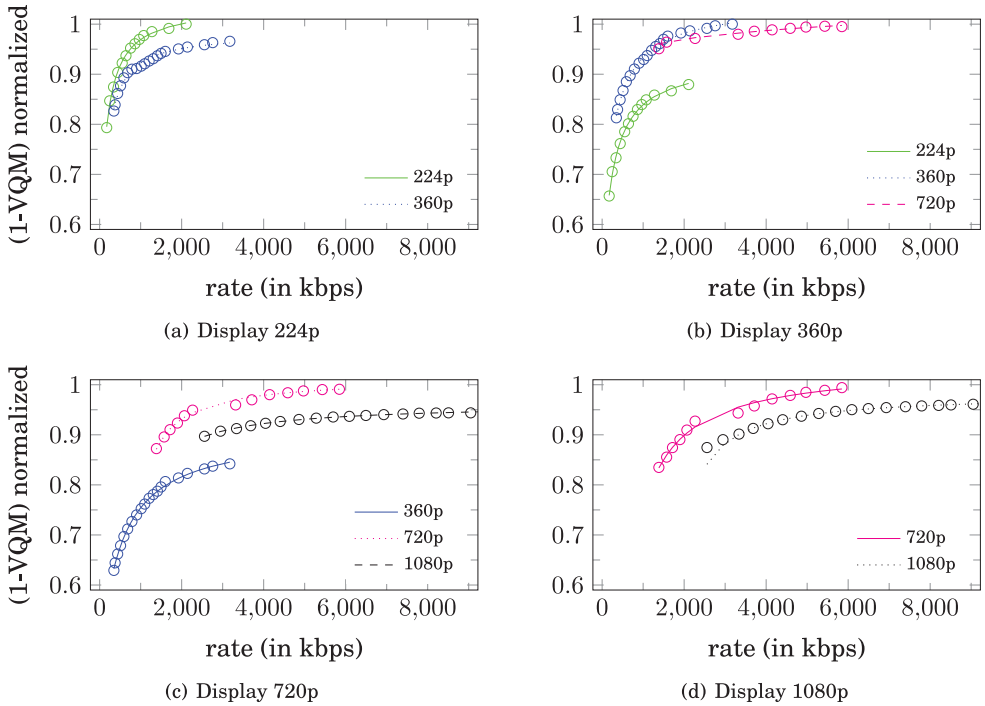 (1-VQM) normalized
1
0.9
0.8
0.7
0.6
224p
360p
0 2,000 4,000 6,000 8,000
rate (in kbps)
(a) Display 224p
1
0.9
0.8
0.7
0.6
224p
360p
720p
0 2,000 4,000 6,000 8,000
rate (in kbps)
(b) Display 360p
(1-VQM) normalized
1
0.9
0.8
0.7
0.6
360p
720p
1080p
0 2,000 4,000 6,000 8,000
rate (in kbps)
(c) Display 720p
1
0.9
0.8
0.7
0.6
720p
1080p
0 2,000 4,000 6,000 8,000
rate (in kbps)
(d) Display 1080p